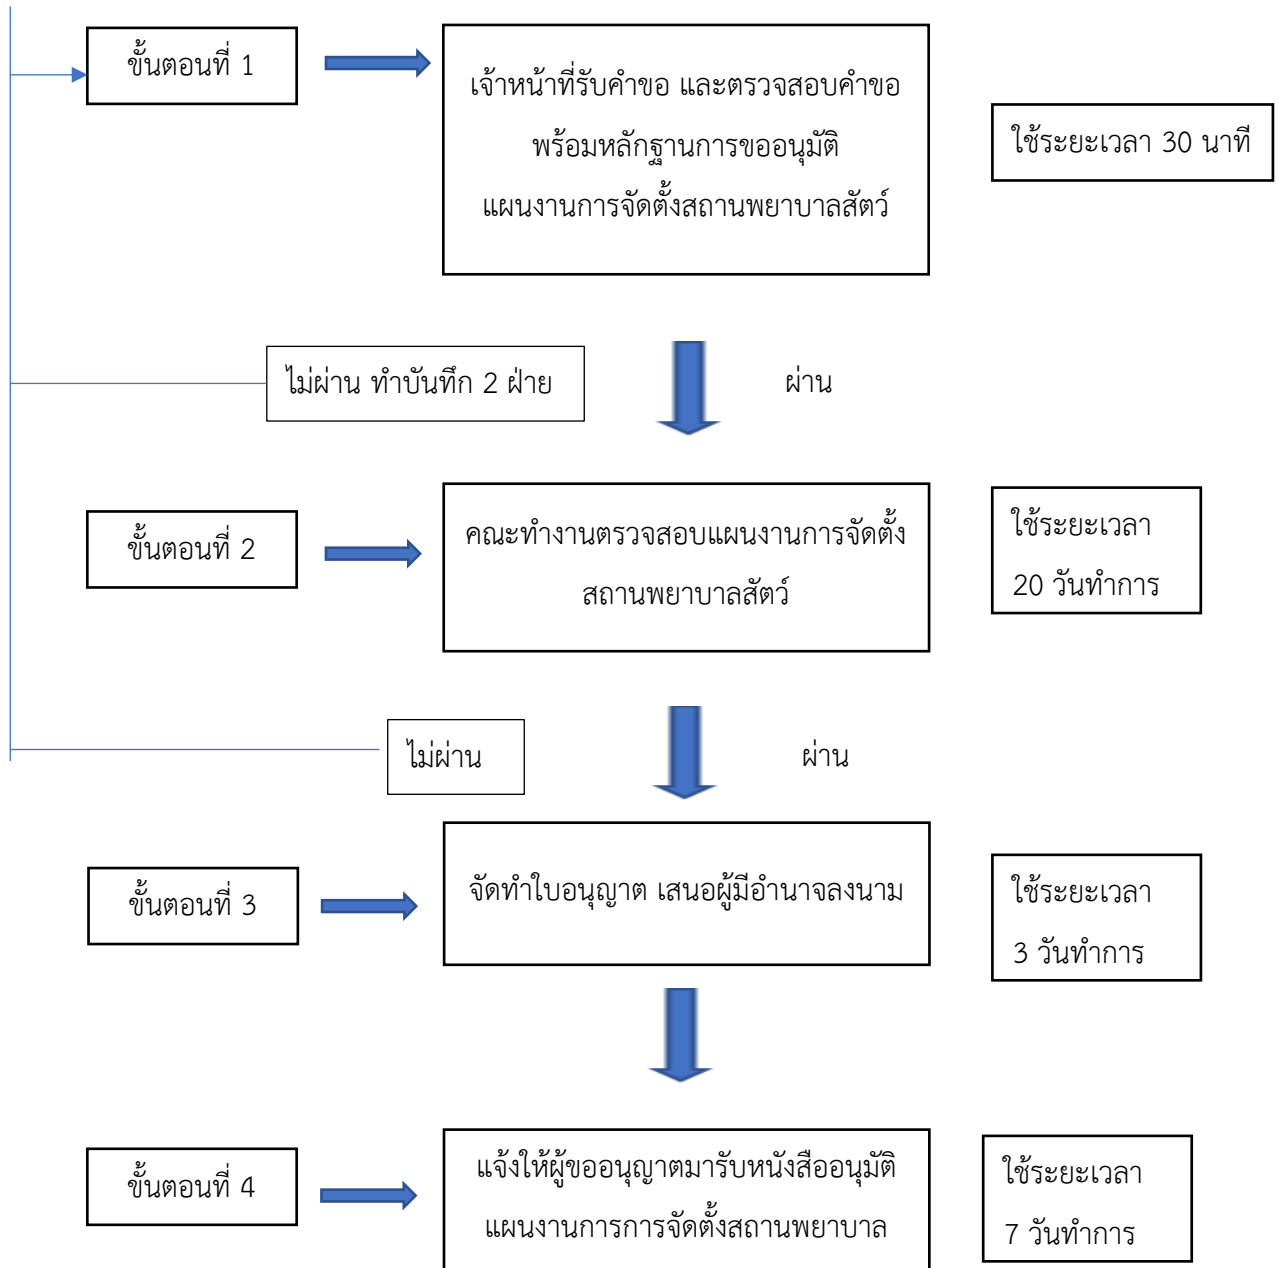 ขั้นตอนที่ 1
เจ้าหน้าที่รับคำขอ และตรวจสอบคำขอ
พร้อมหลักฐานการขออนุมัติ
แผนงานการจัดตั้งสถานพยาบาลสัตว์
ใช้ระยะเวลา 30 นาที
ไม่ผ่าน ทำบันทึก 2 ฝ่าย
ผ่าน
ขั้นตอนที่ 2
คณะทำงานตรวจสอบแผนงานการจัดตั้ง
สถานพยาบาลสัตว์
ใช้ระยะเวลา
20 วันทำการ
ไม่ผ่าน
ผ่าน
ขั้นตอนที่ 3
จัดทำใบอนุญาต เสนอผู้มีอำนาจลงนาม
ใช้ระยะเวลา
3 วันทำการ
ขั้นตอนที่ 4
แจ้งให้ผู้ขออนุญาตมารับหนังสืออนุมัติ
แผนงานการการจัดตั้งสถานพยาบาล
ใช้ระยะเวลา
7 วันทำการ